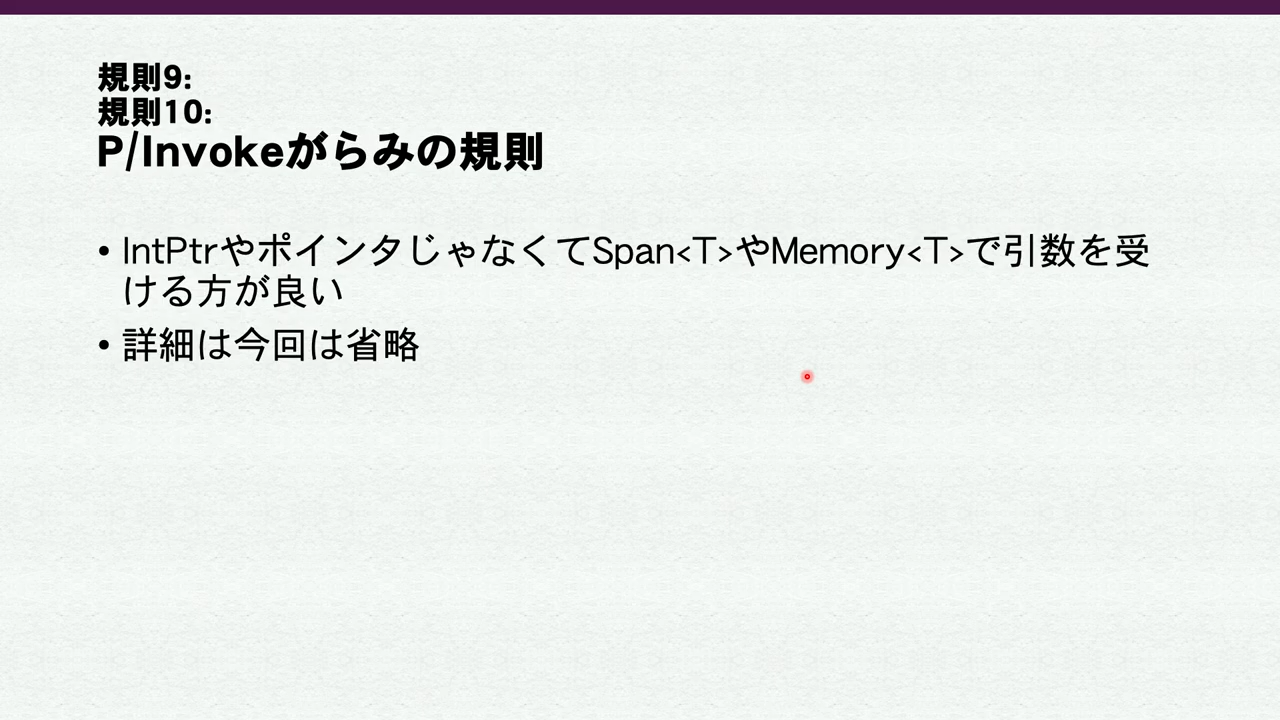 規則9:
規則10:
P/Invokeがらみの規則
• IntPtrやポインタじゃなくてSpan<T>やMemory<T>で引数を受
ける方が良い
• 詳細は今回は省略